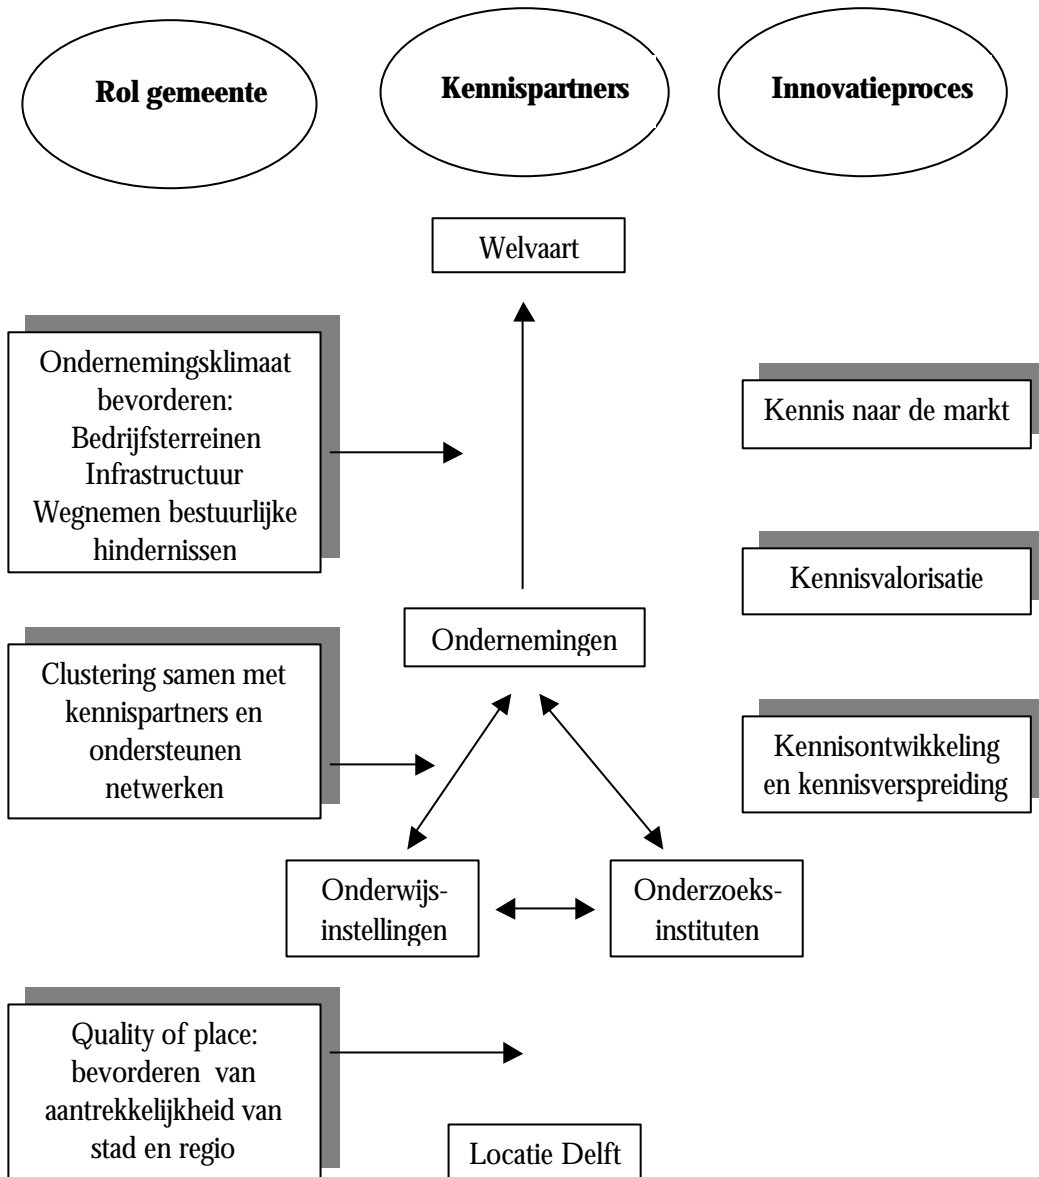 Rol gemeente
Kennispartners
Innovatieproces
Welvaart
Ondernemingsklimaat
bevorderen:
Bedrijfsterreinen
Infrastructuur
Wegnemen bestuurlijke
hindernissen
Kennis naar de markt
Kennisvalorisatie
Ondernemingen
Clustering samen met
kennispartners en
ondersteunen
netwerken
Kennisontwikkeling
en kennisverspreiding
Onderwijs-
instellingen
Onderzoeks-
instituten
Quality of place:
bevorderen van
aantrekkelijkheid van
stad en regio
Locatie Delft